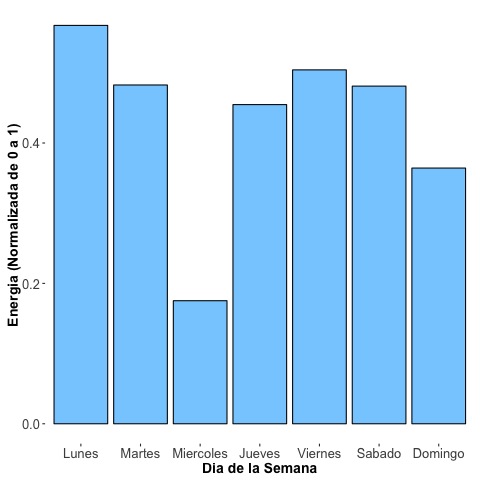 Energia (Normalizada de 0 a 1)
0.4
0.2
0.0
Lunes Martes Miercoles Jueves Viernes Sabado Domingo
Dia de la Semana